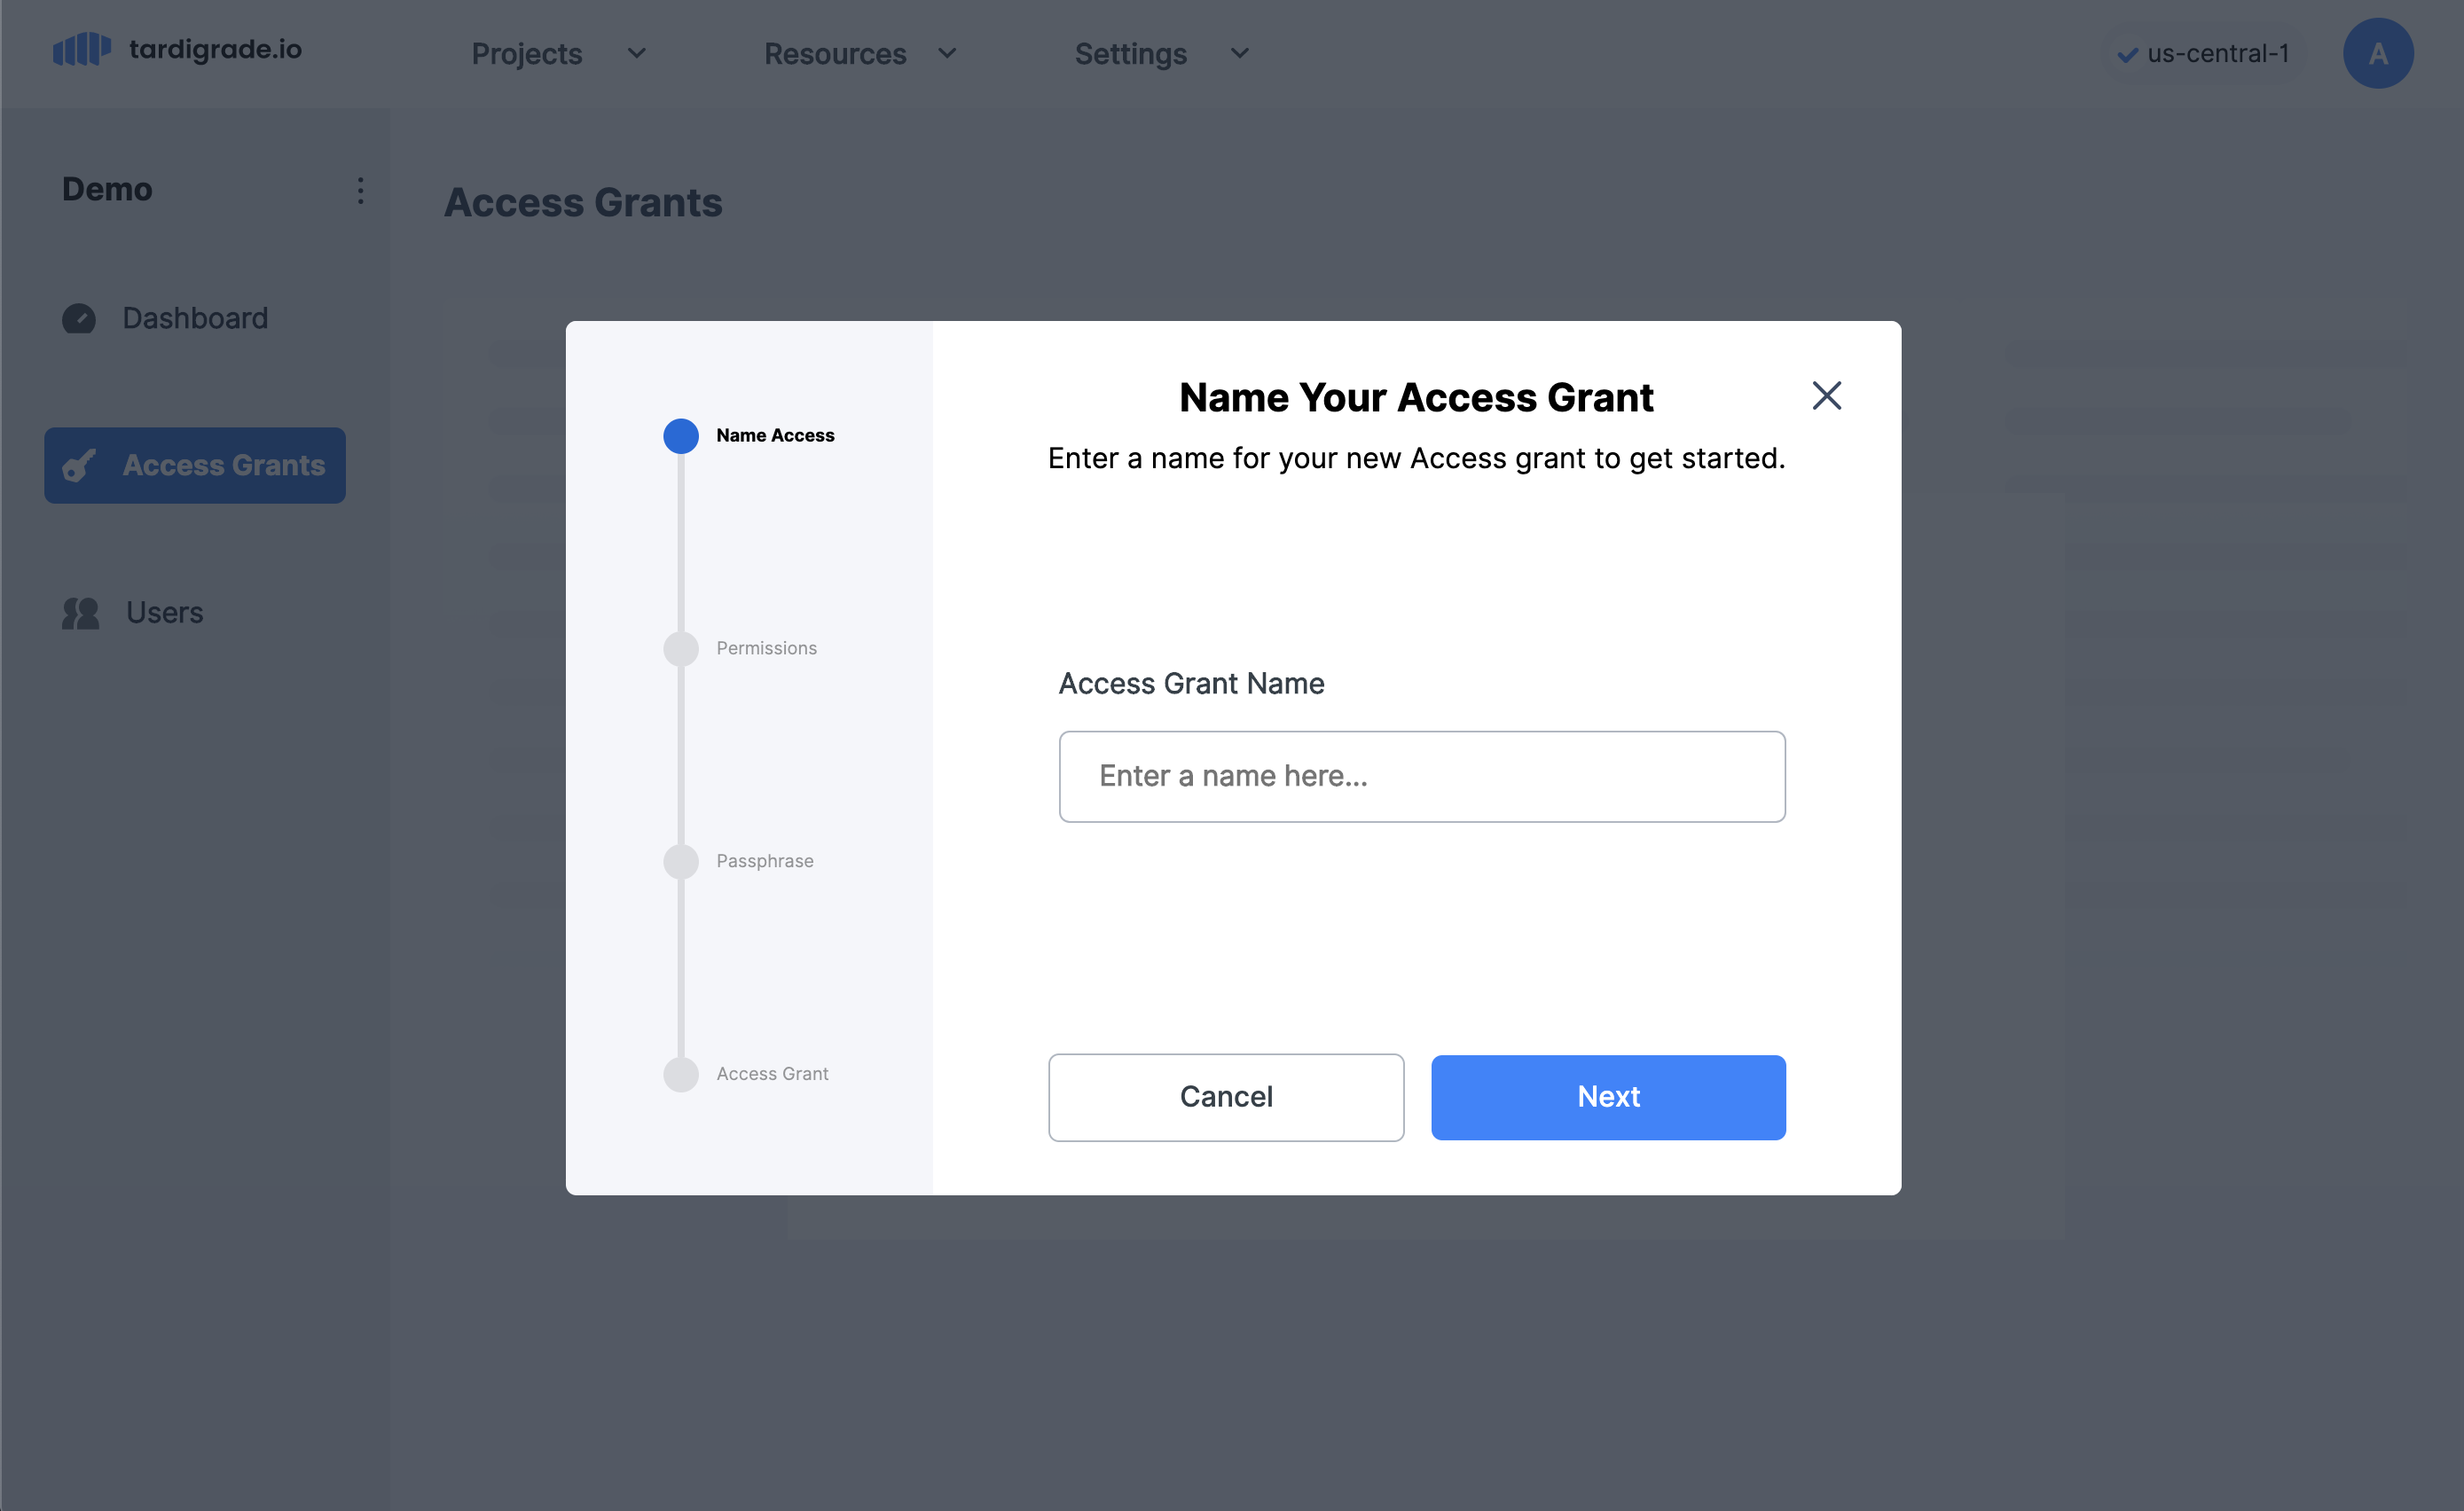 tardigrade.io
Projects
Resources
Settings
us-central-1
A
Demo
Dashboard
Access Grants
Users
Access Grants
Name Access
Permissions
Passphrase
Access Grant
Name Your Access Grant
Enter a name for your new Access grant to get started.
Access Grant Name
Enter a name here...
Cancel
Next